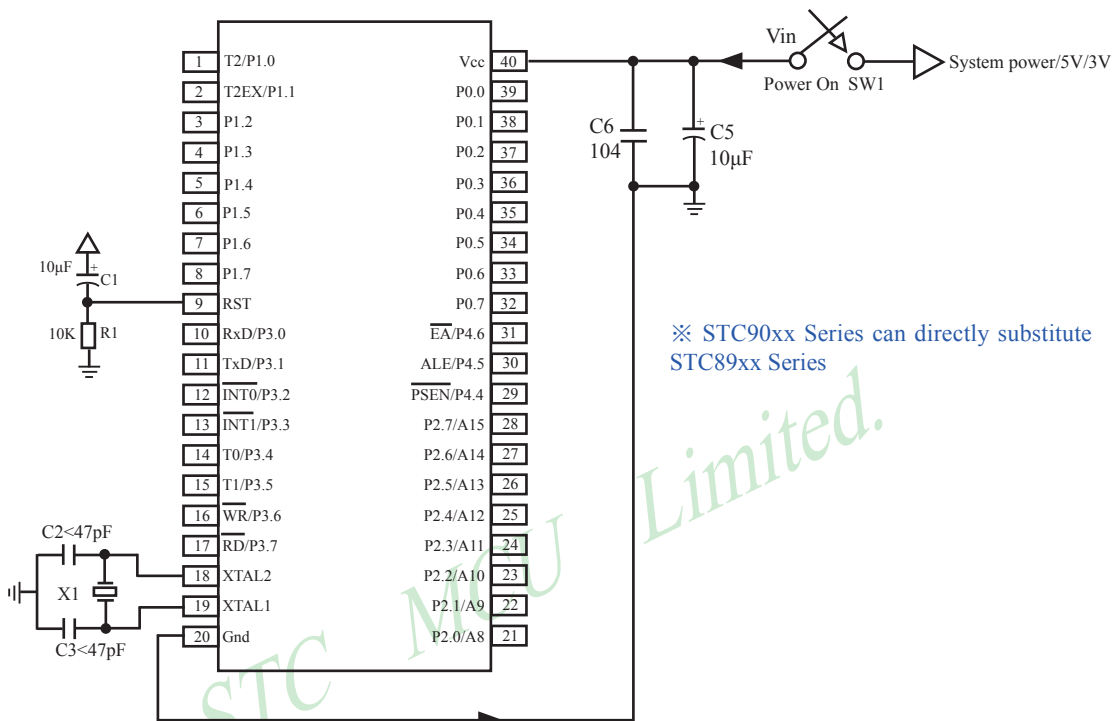 Vin
System power/5V/3V
Power On SW1
1 T2/P1.0
2 T2EX/P1.1
3 P1.2
4 P1.3
5 P1.4
6 P1.5
7 P1.6
8 P1.7
9 RST
10 RxD/P3.0
11 TxD/P3.1
12 INT0/P3.2
13 INT1/P3.3
14 T0/P3.4
15 T1/P3.5
16 WR/P3.6
17 RD/P3.7
18 XTAL2
19 XTAL1
20 Gnd
Vcc 40
P0.0 39
P0.1 38
P0.2 37
P0.3 36
P0.4 35
P0.5 34
P0.6 33
P0.7 32
EA/P4.6 31
ALE/P4.5 30
PSEN/P4.4 29
P2.7/A15 28
P2.6/A14 27
P2.5/A13 26
P2.4/A12 25
P2.3/A11 24
P2.2/A10 23
P2.1/A9 22
P2.0/A8 21
C6
104
C5
10μF
10μF
C1
10K
R1
C2<47pF
X1
C3<47pF
※ STC90xx Series can directly substitute
STC89xx Series
STC MCU Limited.